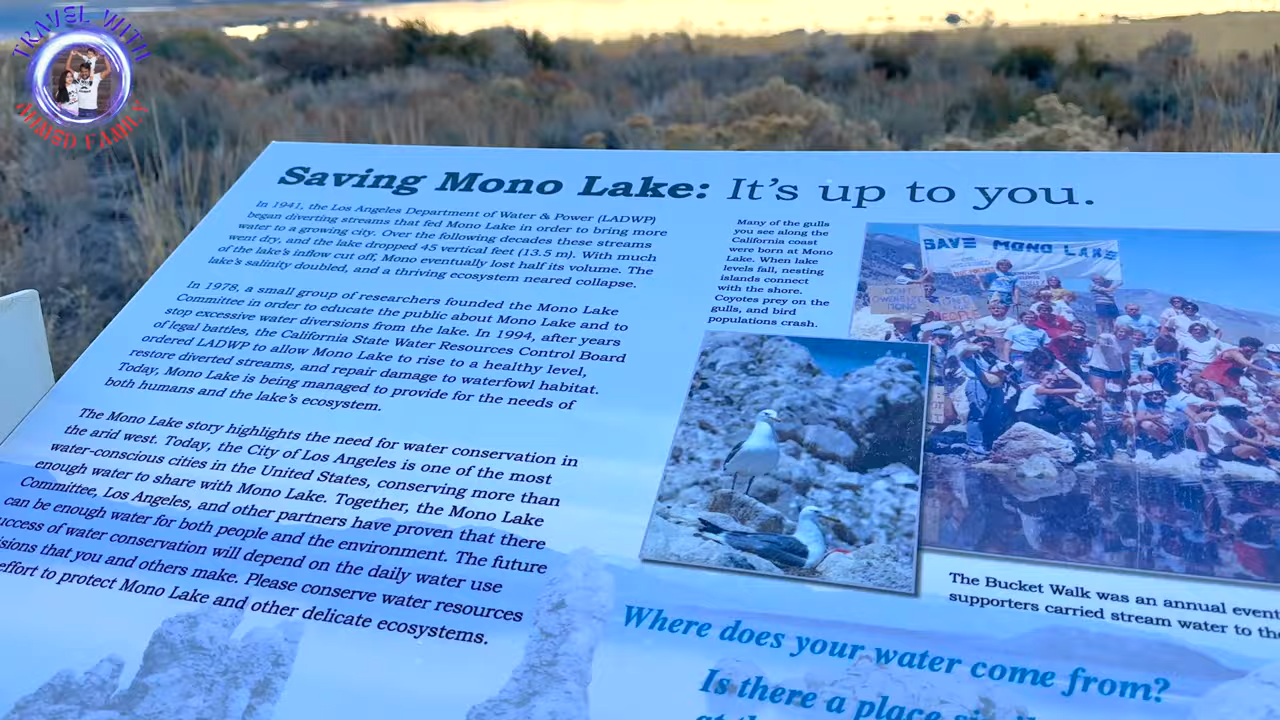 TRAVEL WITH
AHMED FAMILY
Saving Mono Lake: It's up to you.
In 1941, the Los Angeles Department of Water & Power (LADWP)
began diverting streams that fed Mono Lake in order to bring more
water to a growing city. Over the following decades these streams
went dry, and the lake dropped 45 vertical feet (13.5 m). With much
of the lake's inflow cut off, Mono eventually lost half its volume. The
lake's salinity doubled, and a thriving ecosystem neared collapse.
In 1978, a small group of researchers founded the Mono Lake
Committee in order to educate the public about Mono Lake and to
stop excessive water diversions from the lake. In 1994, after years
of legal battles, the California State Water Resources Control Board
ordered LADWP to allow Mono Lake to rise to a healthy level,
restore diverted streams, and repair damage to waterfowl habitat.
Today, Mono Lake is being managed to provide for the needs of
both humans and the lake's ecosystem.
The Mono Lake story highlights the need for water conservation in
the arid west. Today, the City of Los Angeles is one of the most
water-conscious cities in the United States, conserving more than
enough water to share with Mono Lake. Together, the Mono Lake
Committee, Los Angeles, and other partners have proven that there
can be enough water for both people and the environment. The future
uccess of water conservation will depend on the daily water use
isions that you and others make. Please conserve water resources
effort to protect Mono Lake and other delicate ecosystems.
Many of the gulls
you see along the
California coast
were born at Mono
Lake. When lake
levels fall, nesting
islands connect
with the shore.
Coyotes prey on the
gulls, and bird
populations crash.
SAVE MONO LAKE
The Bucket Walk was an annual event
supporters carried stream water to the
Where does your water come from?
Is there a place
at the